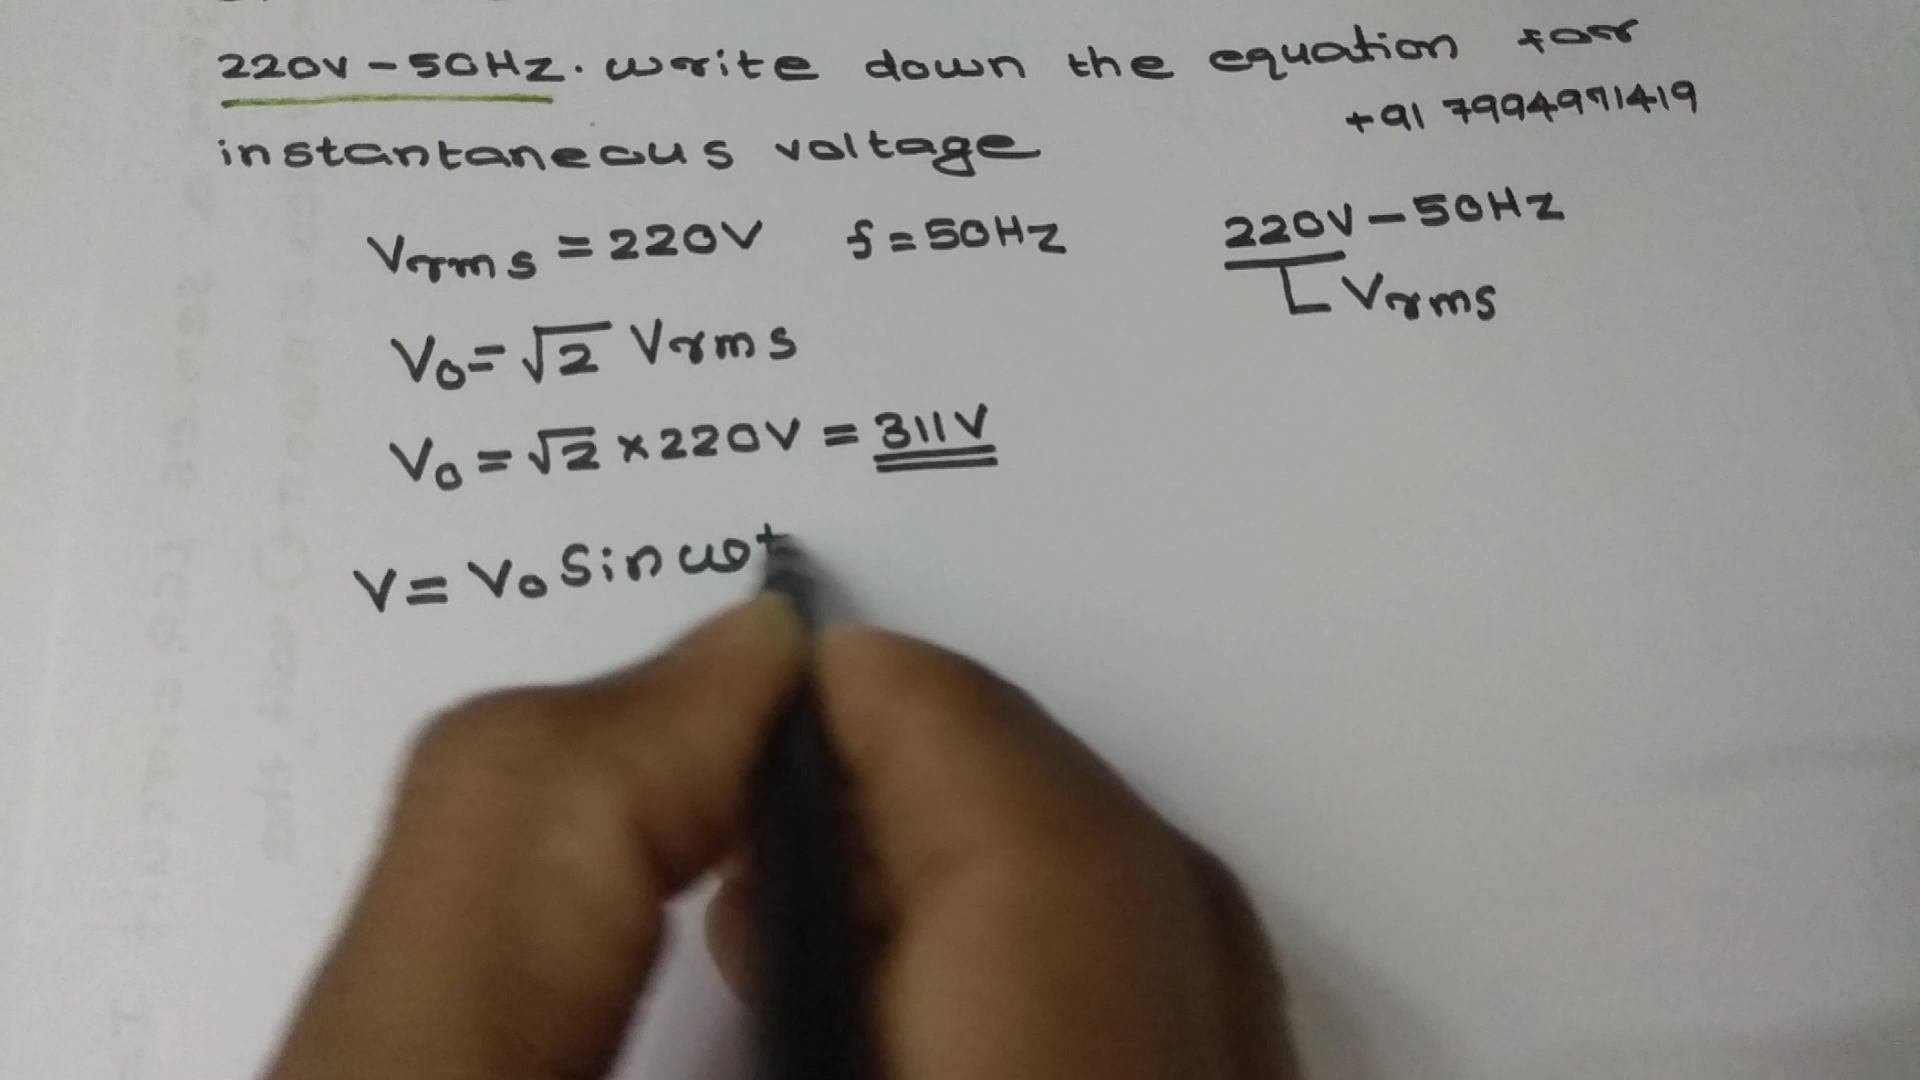 220V - 50Hz. write down the equation for
+91 7994971419
instantaneous voltage
Vrms = 220V f = 50Hz
220V - 50Hz
Vrms
V₀ = √2 Vrms
V₀ = √2 × 220V = 311V
V = V₀ Sin ωt